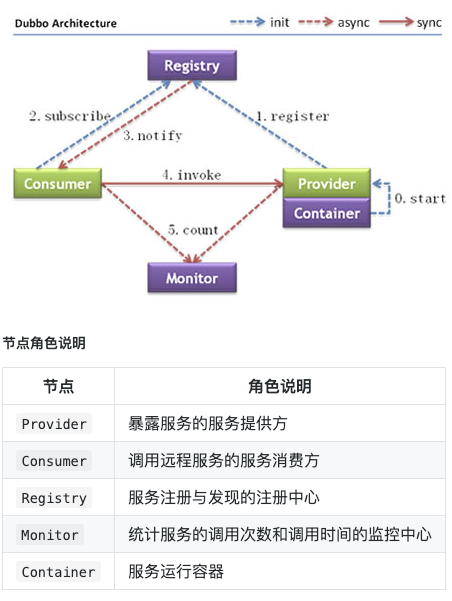 Dubbo Architecture
init
async
sync
Registry
2. subscribe
1. register
3. notify
Consumer
4. invoke
Provider
Container
0. start
5. count
Monitor
节点角色说明
节点 角色说明
Provider 暴露服务的服务提供方
Consumer 调用远程服务的服务消费方
Registry 服务注册与发现的注册中心
Monitor 统计服务的调用次数和调用时间的监控中心
Container 服务运行容器